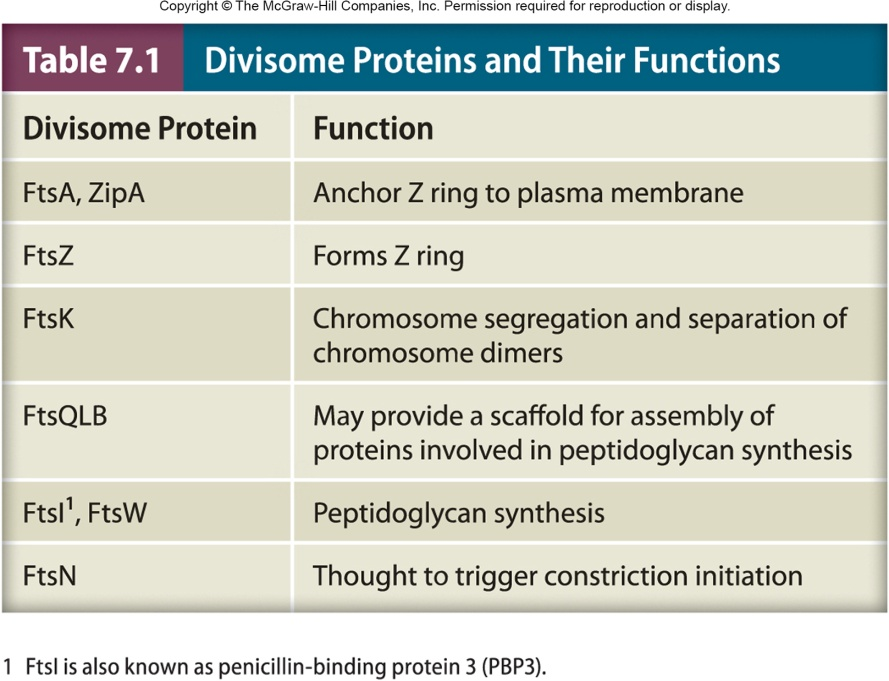 Copyright © The McGraw-Hill Companies, Inc. Permission required for reproduction or display.
Table 7.1 Divisome Proteins and Their Functions
Divisome Protein Function
FtsA, ZipA Anchor Z ring to plasma membrane
FtsZ Forms Z ring
FtsK Chromosome segregation and separation of
chromosome dimers
FtsQLB May provide a scaffold for assembly of
proteins involved in peptidoglycan synthesis
FtsI¹, FtsW Peptidoglycan synthesis
FtsN Thought to trigger constriction initiation
1 FtsI is also known as penicillin-binding protein 3 (PBP3).